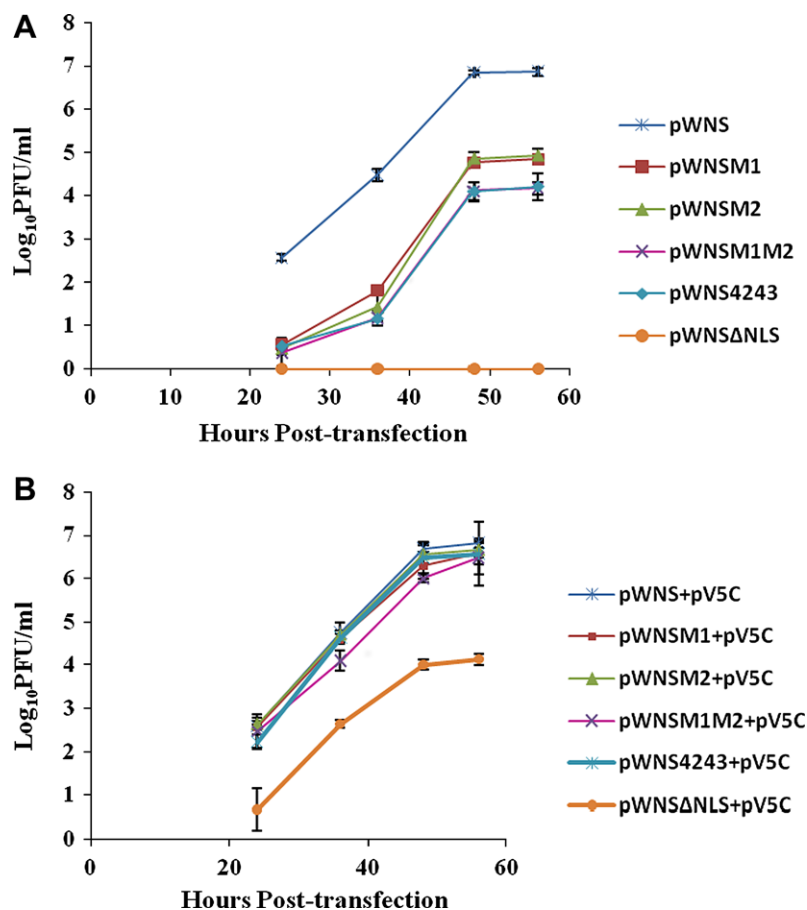 A
8
7
6
5
4
3
2
1
0
Log₁₀PFU/ml
0
10
20
30
40
50
60
Hours Post-transfection
pWNS
pWNSM1
pWNSM2
pWNSM1M2
pWNS4243
pWNSΔNLS
B
8
7
6
5
4
3
2
1
0
Log₁₀PFU/ml
0
20
40
60
Hours Post-transfection
pWNS+pV5C
pWNSM1+pV5C
pWNSM2+pV5C
pWNSM1M2+pV5C
pWNS4243+pV5C
pWNSΔNLS+pV5C